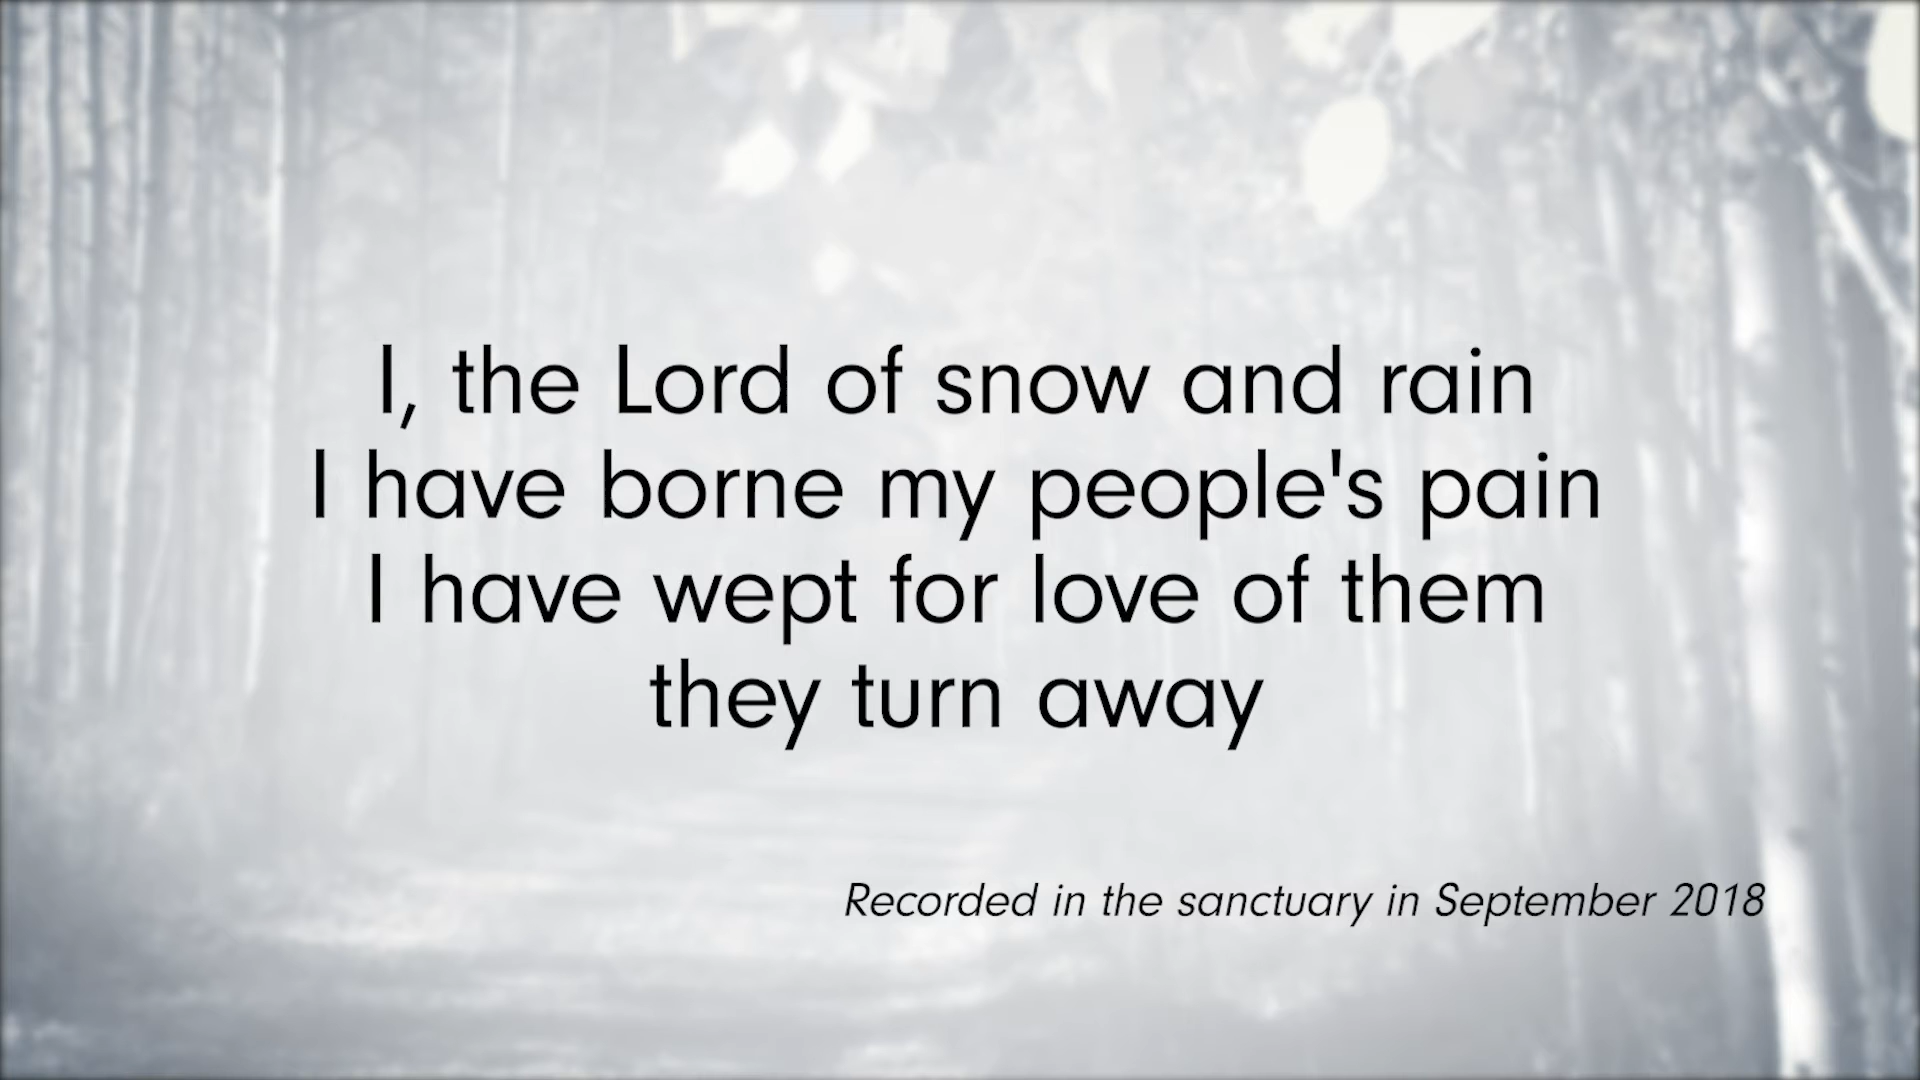 I, the Lord of snow and rain
I have borne my people's pain
I have wept for love of them
they turn away
Recorded in the sanctuary in September 2018